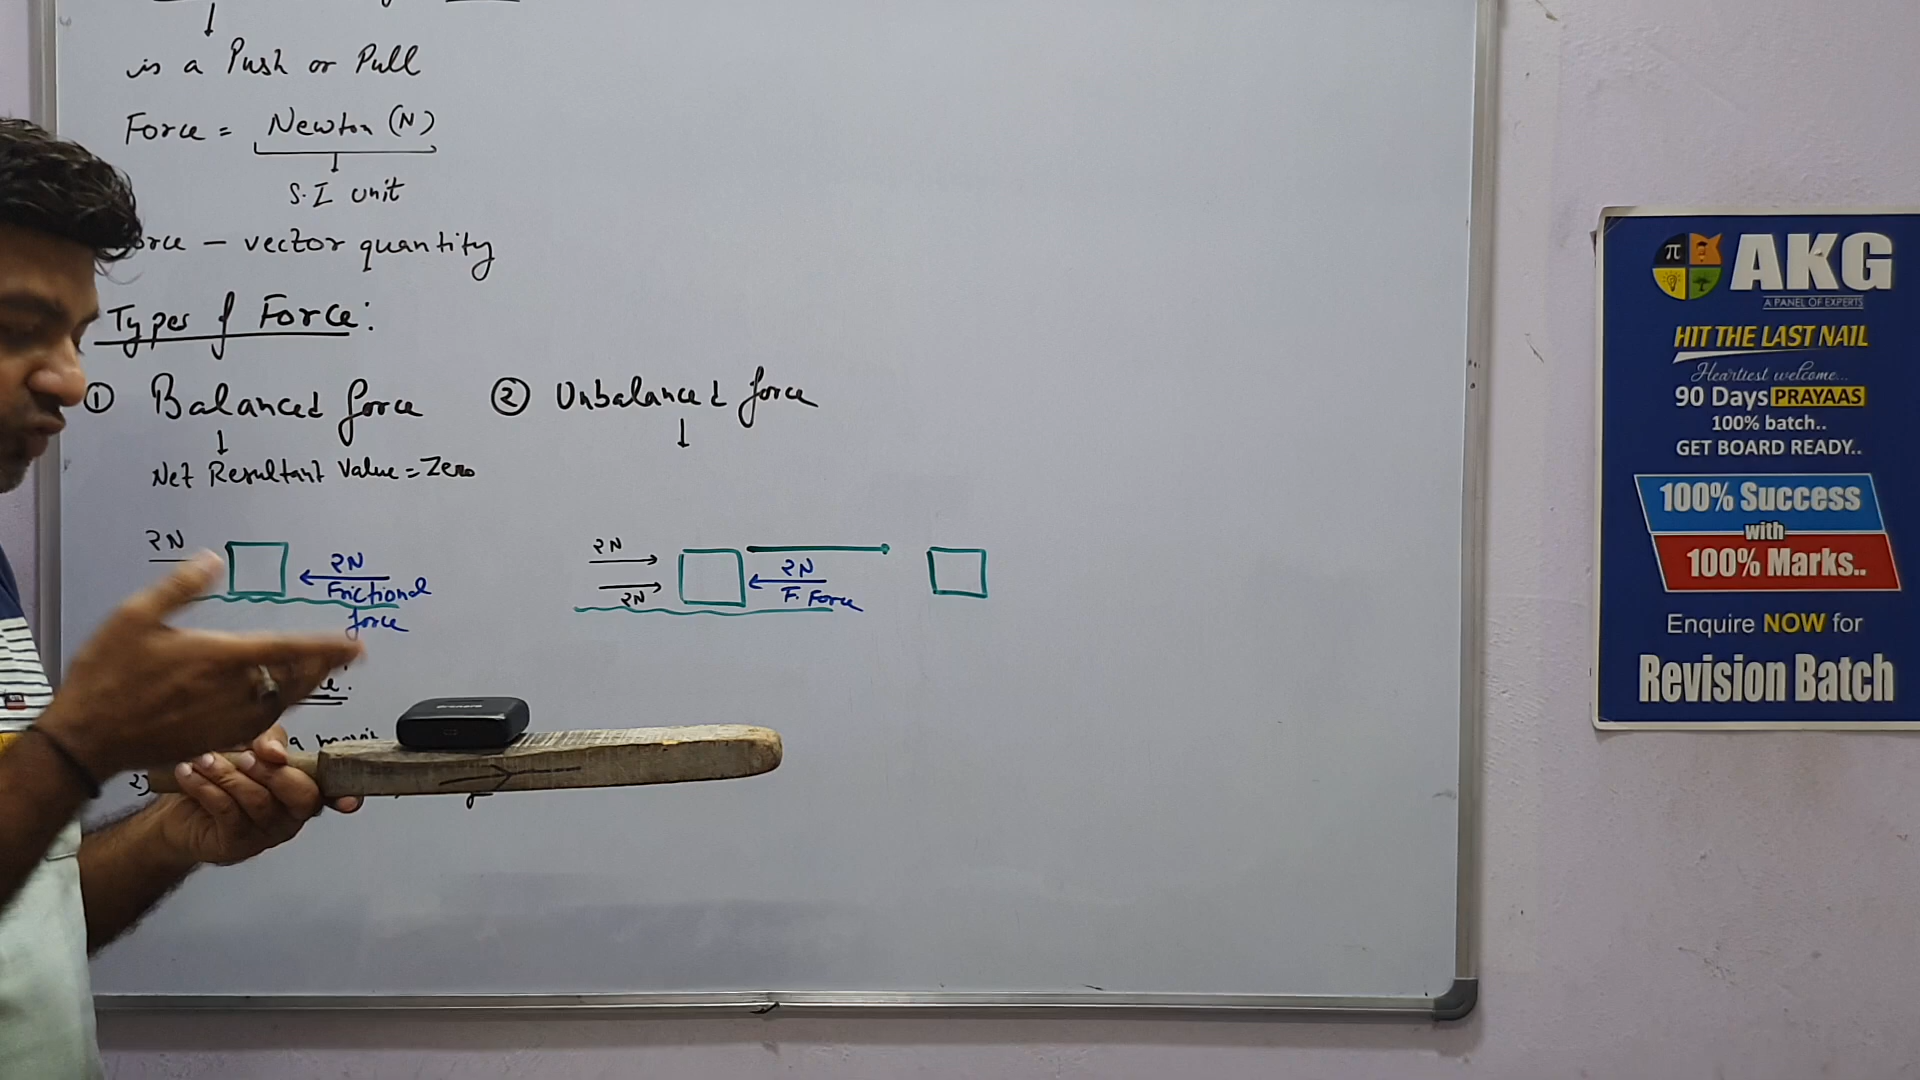 is a Push or Pull
Force = Newton (N)
S.I unit
orce – vector quantity
Types of Force:
① Balanced force
② Unbalanced force
Net Resultant Value = Zero
2N
2N
Frictional
force
2N
2N
2N
F. Force
2)
AKG
A PANEL OF EXPERTS
HIT THE LAST NAIL
Heartiest welcome...
90 Days PRAYAAS
100% batch..
GET BOARD READY..
100% Success
with
100% Marks..
Enquire NOW for
Revision Batch